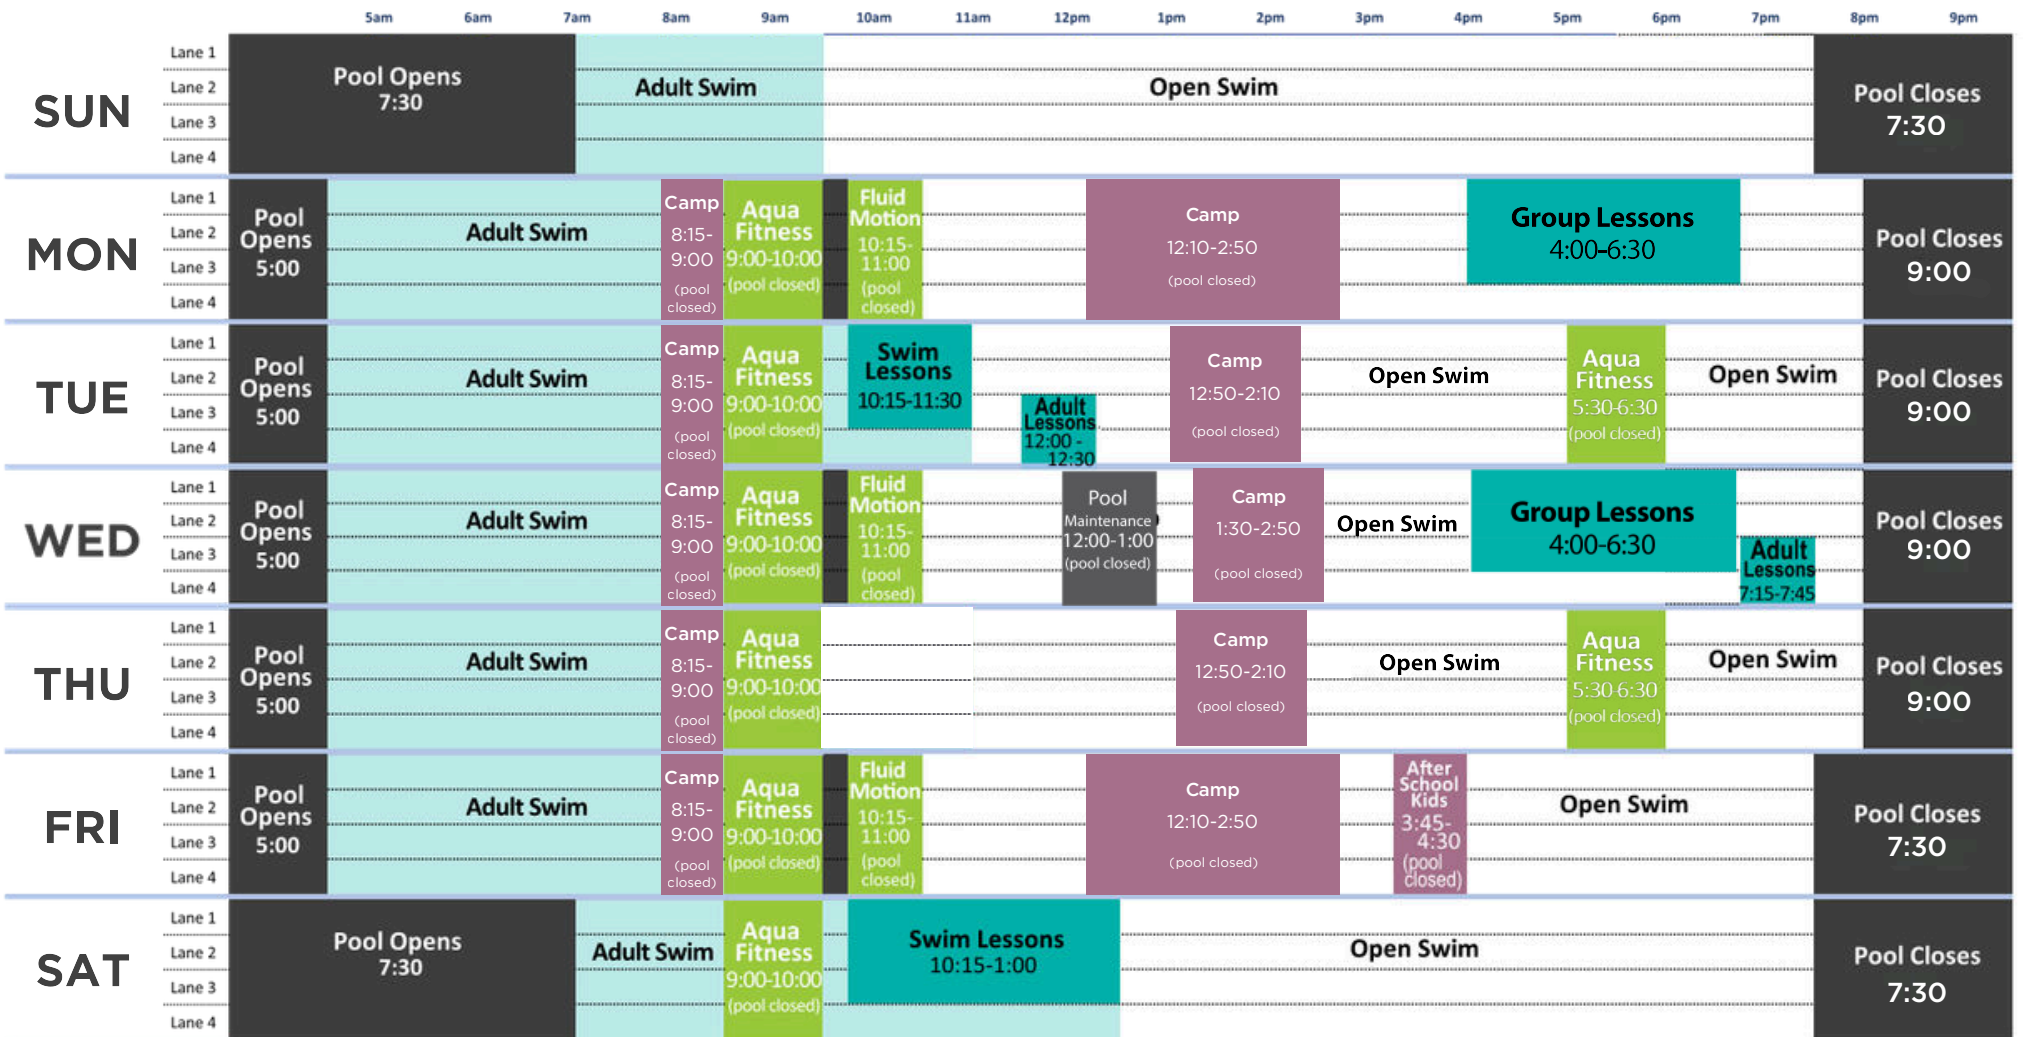 5am 6am 7am 8am 9am 10am 11am 12pm 1pm 2pm 3pm 4pm 5pm 6pm 7pm 8pm 9pm
SUN
Lane 1
Lane 2
Lane 3
Lane 4
Pool Opens
7:30
Adult Swim
Open Swim
Pool Closes
7:30
MON
Lane 1
Lane 2
Lane 3
Lane 4
Pool
Opens
5:00
Adult Swim
Camp
8:15-
9:00
(pool
closed)
Aqua
Fitness
9:00-10:00
(pool closed)
Fluid
Motion
10:15-
11:00
(pool
closed)
Camp
12:10-2:50
(pool closed)
Group Lessons
4:00-6:30
Pool Closes
9:00
TUE
Lane 1
Lane 2
Lane 3
Lane 4
Pool
Opens
5:00
Adult Swim
Camp
8:15-
9:00
(pool
closed)
Aqua
Fitness
9:00-10:00
(pool closed)
Swim
Lessons
10:15-11:30
Adult
Lessons
12:00 -
12:30
Camp
12:50-2:10
(pool closed)
Open Swim
Aqua
Fitness
5:30-6:30
(pool closed)
Open Swim
Pool Closes
9:00
WED
Lane 1
Lane 2
Lane 3
Lane 4
Pool
Opens
5:00
Adult Swim
Camp
8:15-
9:00
(pool
closed)
Aqua
Fitness
9:00-10:00
(pool closed)
Fluid
Motion
10:15-
11:00
(pool
closed)
Pool
Maintenance
12:00-1:00
(pool closed)
Camp
1:30-2:50
(pool closed)
Open Swim
Group Lessons
4:00-6:30
Adult
Lessons
7:15-7:45
Pool Closes
9:00
THU
Lane 1
Lane 2
Lane 3
Lane 4
Pool
Opens
5:00
Adult Swim
Camp
8:15-
9:00
(pool
closed)
Aqua
Fitness
9:00-10:00
(pool closed)
Camp
12:50-2:10
(pool closed)
Open Swim
Aqua
Fitness
5:30 6:30
(pool closed)
Open Swim
Pool Closes
9:00
FRI
Lane 1
Lane 2
Lane 3
Lane 4
Pool
Opens
5:00
Adult Swim
Camp
8:15-
9:00
(pool
closed)
Aqua
Fitness
9:00-10:00
(pool closed)
Fluid
Motion
10:15-
11:00
(pool
closed)
Camp
12:10-2:50
(pool closed)
After
School
Kids
3:45-
4:30
(pool
closed)
Open Swim
Pool Closes
7:30
SAT
Lane 1
Lane 2
Lane 3
Lane 4
Pool Opens
7:30
Adult Swim
Aqua
Fitness
9:00-10:00
(pool closed)
Swim Lessons
10:15-1:00
Open Swim
Pool Closes
7:30